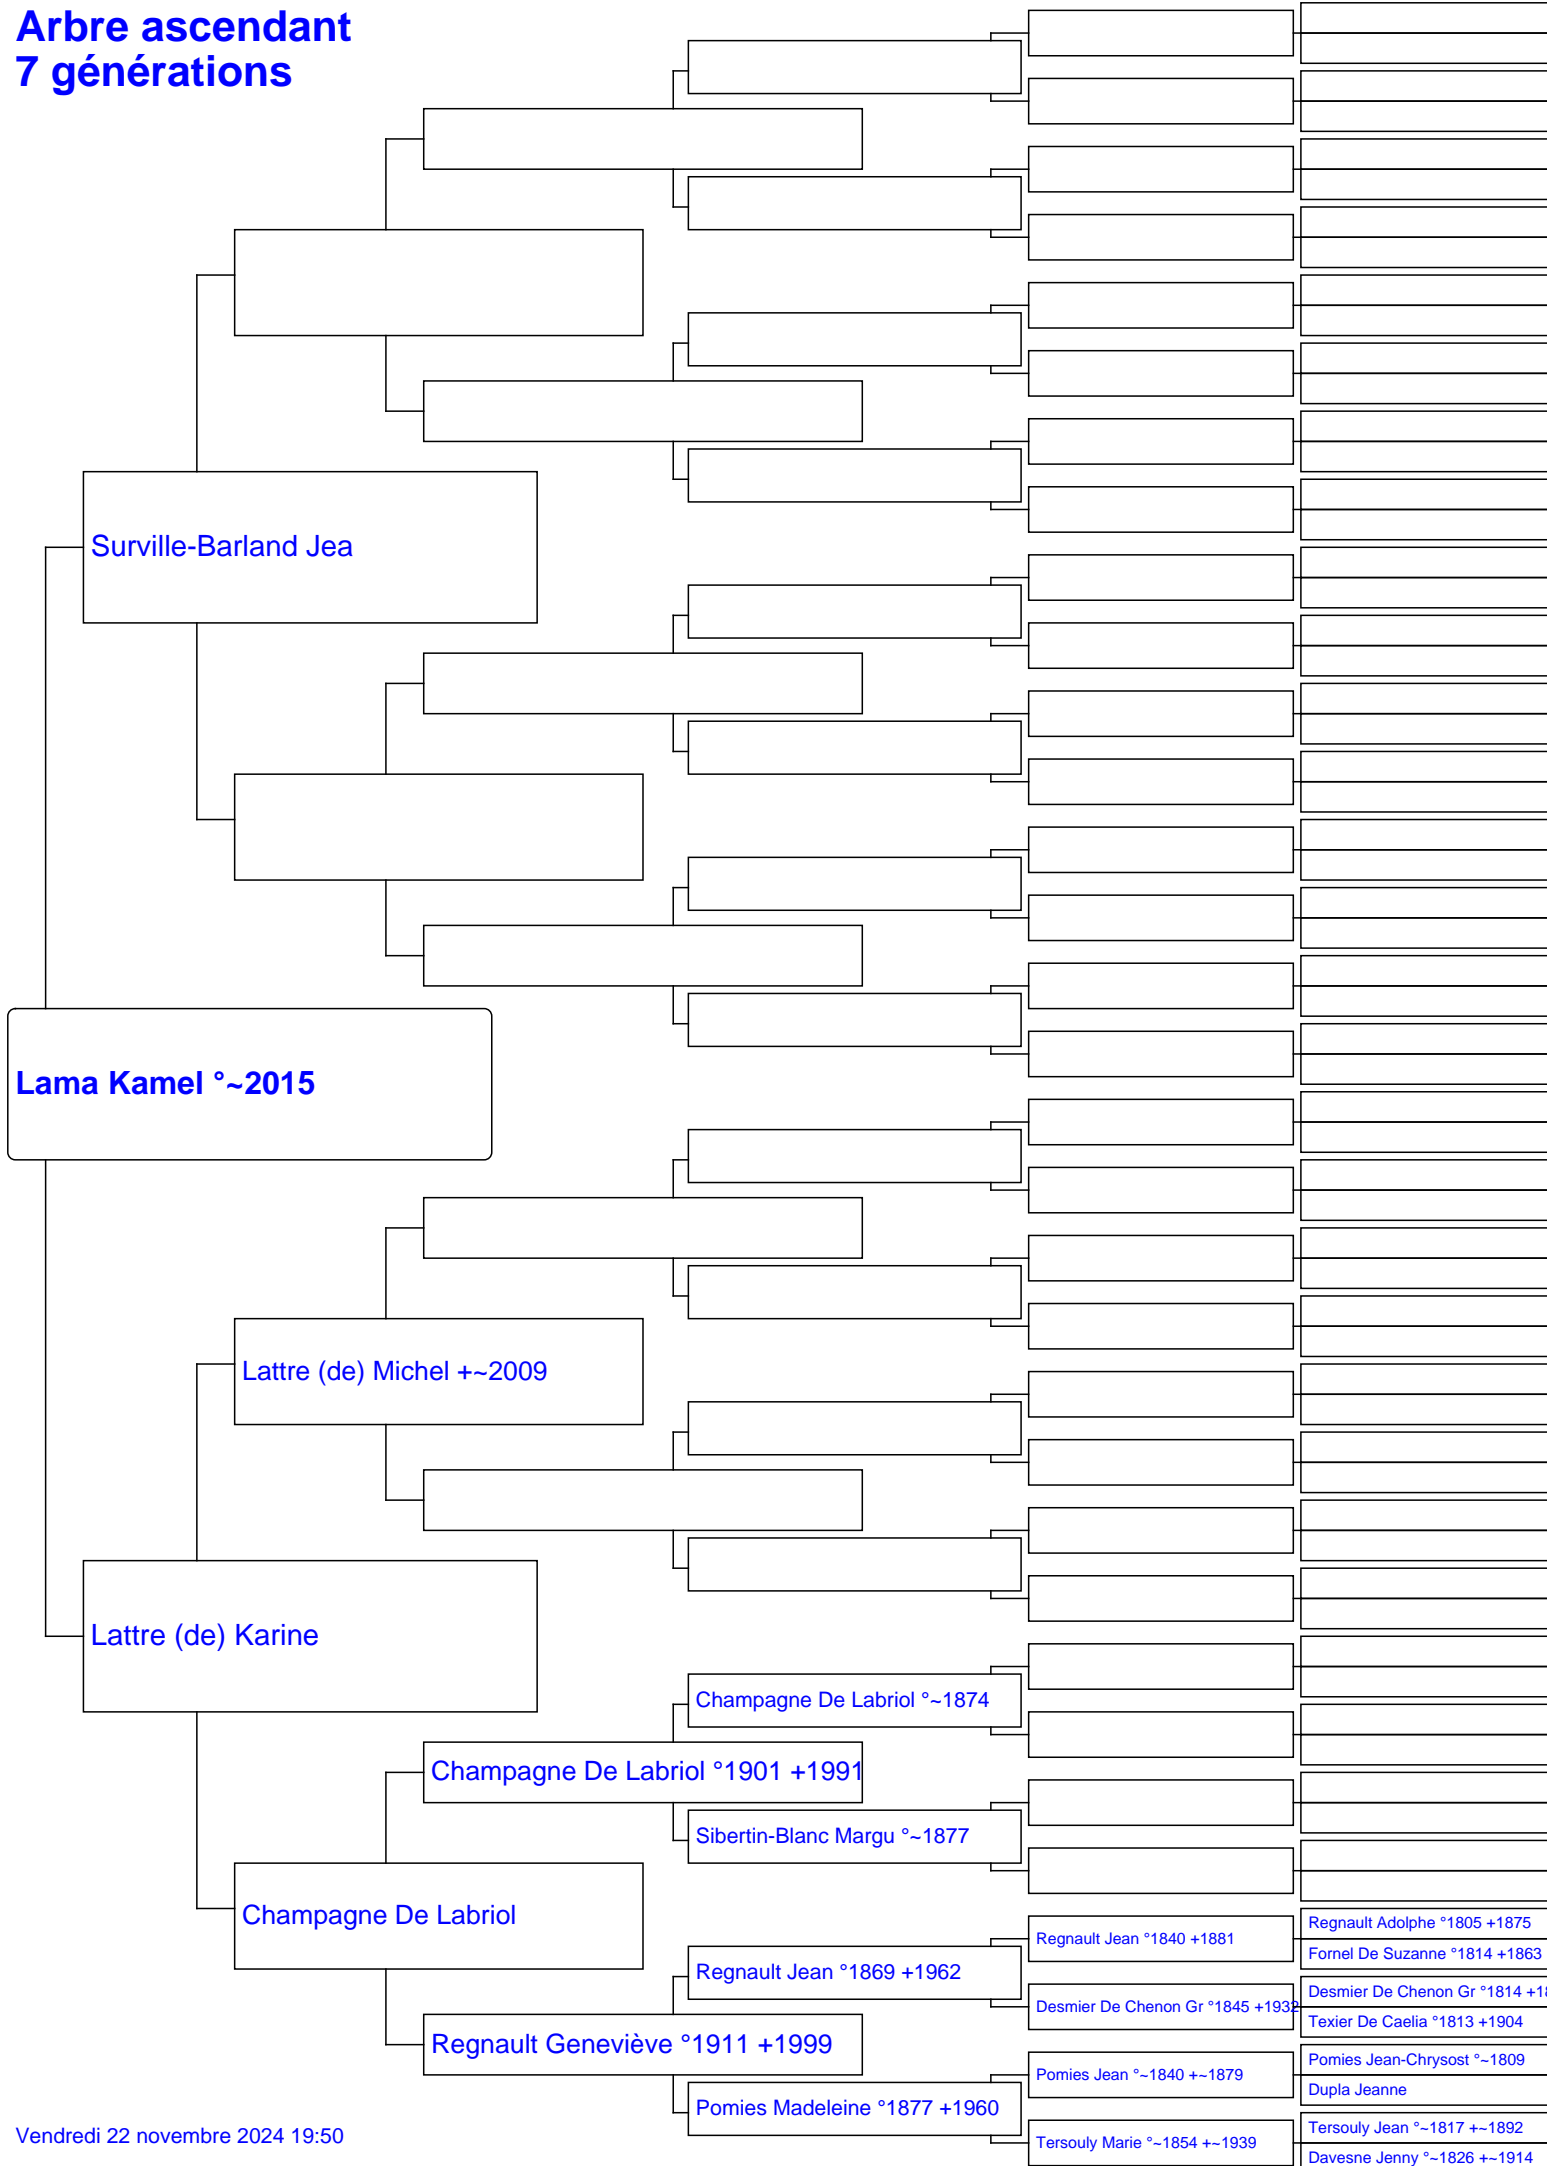 Arbre ascendant
7 générations
Surville-Barland Jea
Lama Kamel °~2015
Lattre (de) Michel +~2009
Lattre (de) Karine
Champagne De Labriol °~1874
Champagne De Labriol °1901 +1991
Sibertin-Blanc Margu °~1877
Champagne De Labriol
Regnault Adolphe °1805 +1875
Regnault Jean °1840 +1881
Fornel De Suzanne °1814 +1863
Regnault Jean °1869 +1962
Desmier De Chenon Gr °1814 +18
Desmier De Chenon Gr °1845 +1932
Texier De Caelia °1813 +1904
Regnault Geneviève °1911 +1999
Pomies Jean-Chrysost °~1809
Pomies Jean °~1840 +~1879
Dupla Jeanne
Pomies Madeleine °1877 +1960
Tersouly Jean °~1817 +~1892
Tersouly Marie °~1854 +~1939
Davesne Jenny °~1826 +~1914
Vendredi 22 novembre 2024 19:50